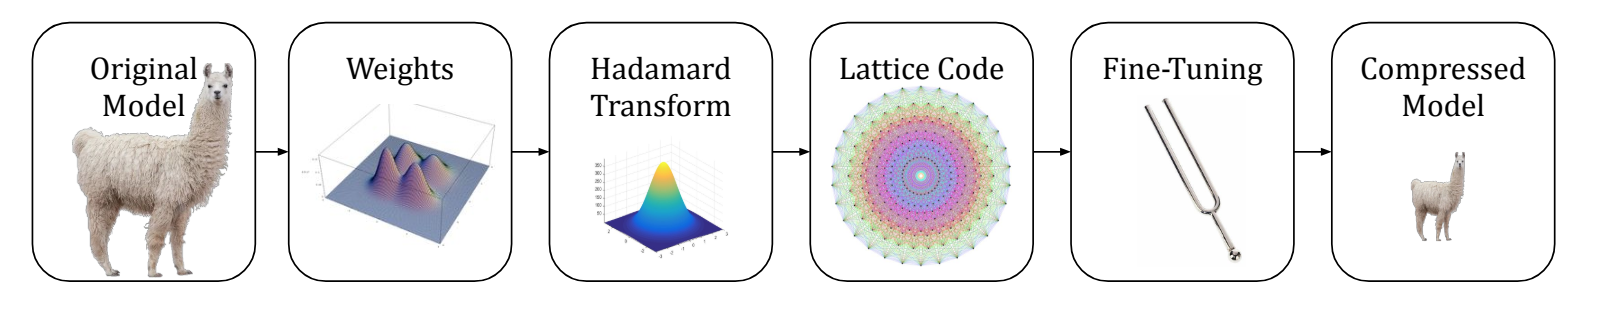 Original
Model
Weights
Hadamard
Transform
Lattice Code
Fine-Tuning
Compressed
Model